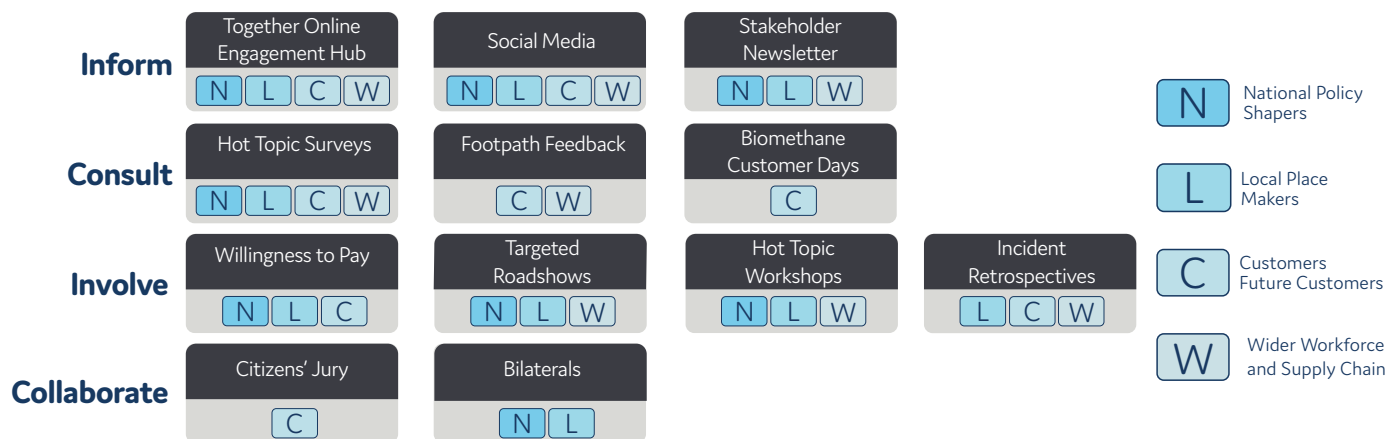 Inform
Together Online
Engagement Hub
N L C W
Social Media
N L C W
Stakeholder
Newsletter
N L W
Consult
Hot Topic Surveys
N L C W
Footpath Feedback
C W
Biomethane
Customer Days
C
Involve
Willingness to Pay
N L C
Targeted
Roadshows
N L W
Hot Topic
Workshops
N L W
Incident
Retrospectives
L C W
Collaborate
Citizens’ Jury
C
Bilaterals
N L
N
National Policy
Shapers
L
Local Place
Makers
C
Customers
Future Customers
W
Wider Workforce
and Supply Chain